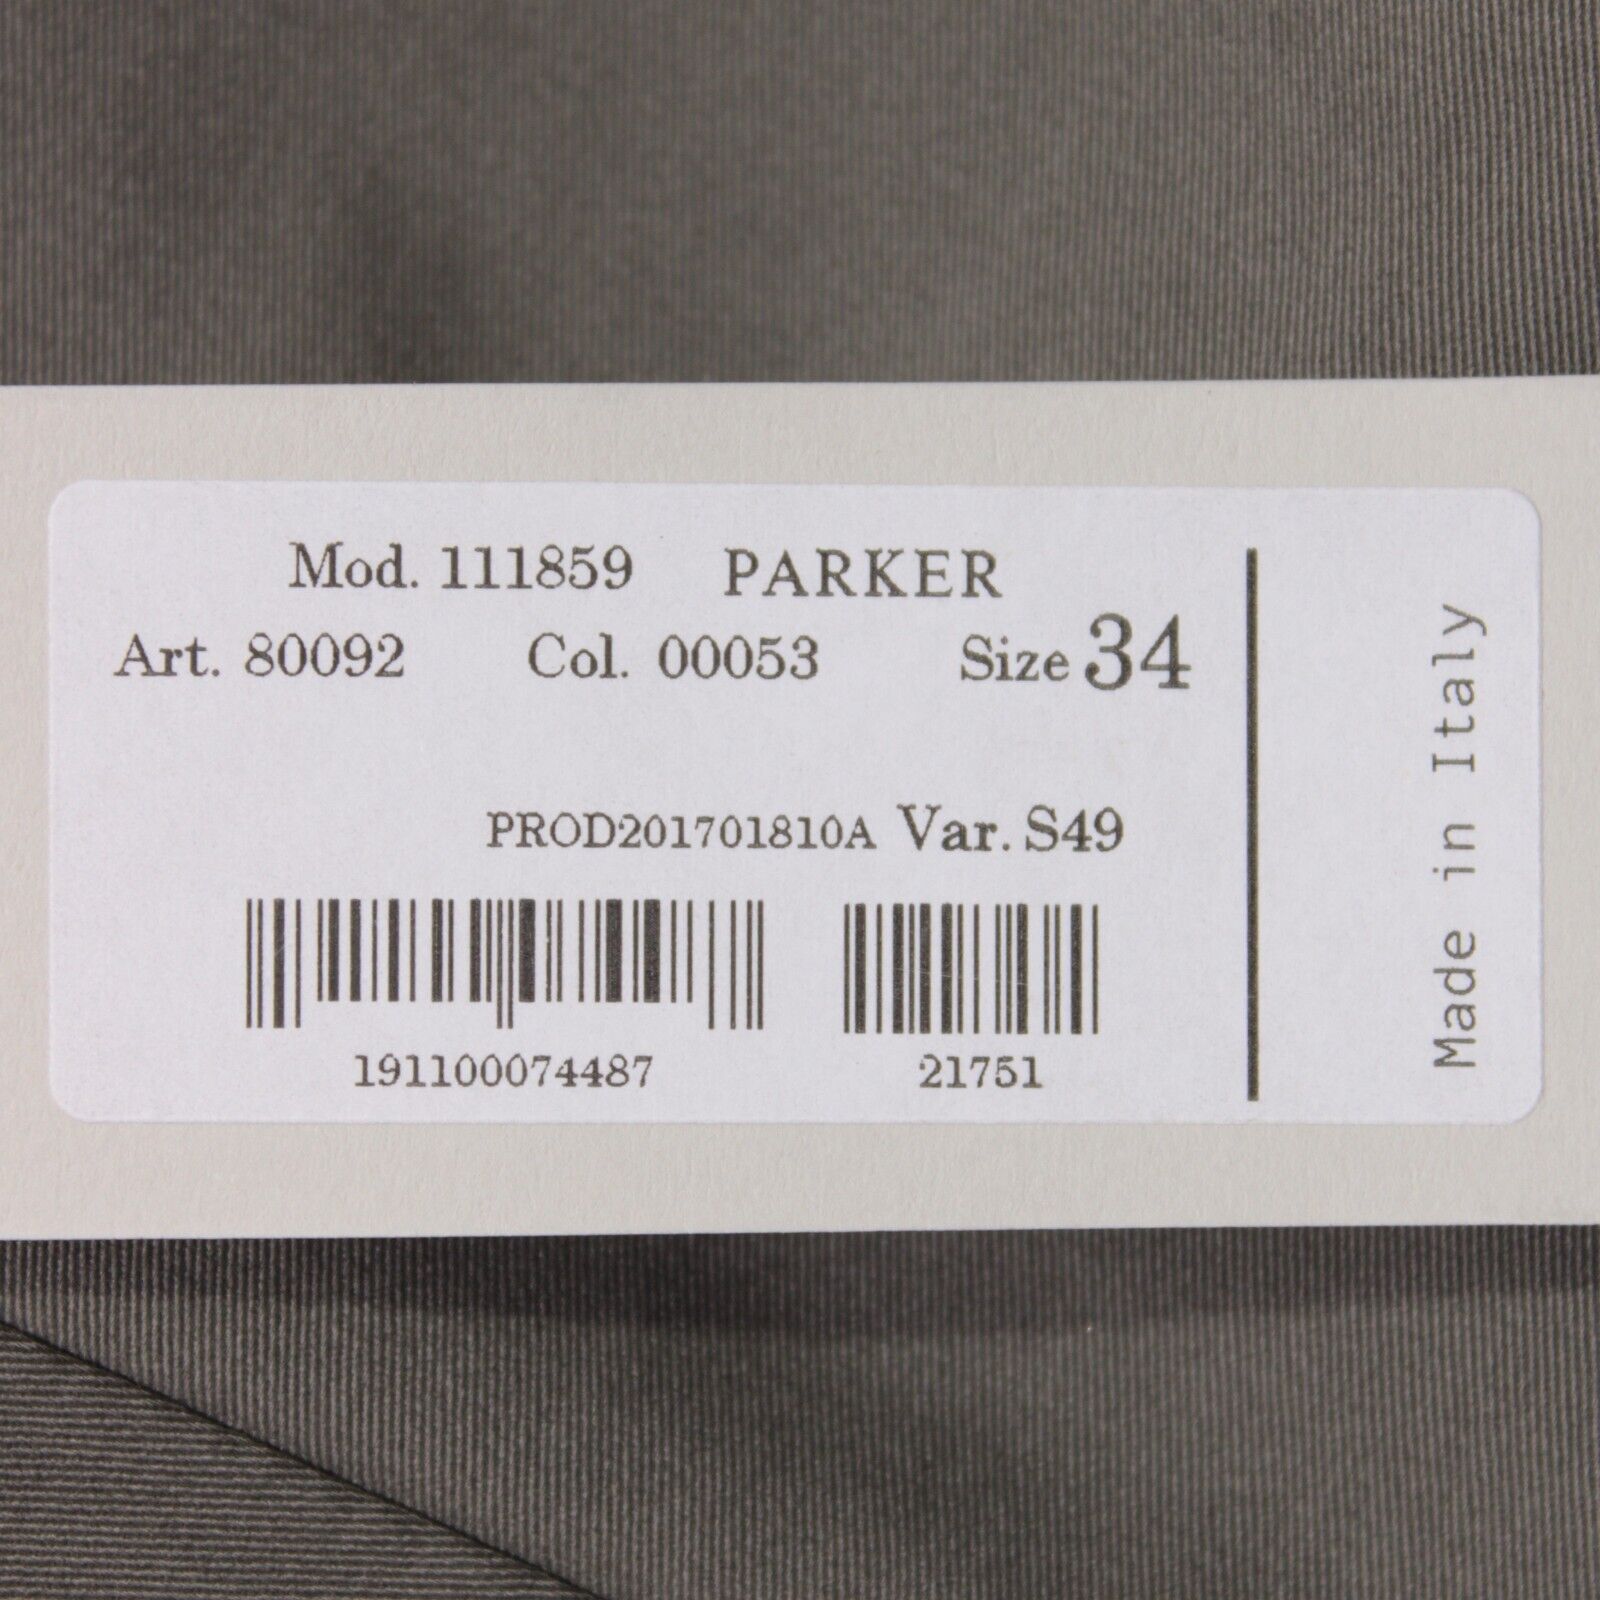 Mod. 111859 PARKER
Art. 80092 Col. 00053 Size 34
PROD201701810A Var. S49
191100074487 21751
Made in Italy